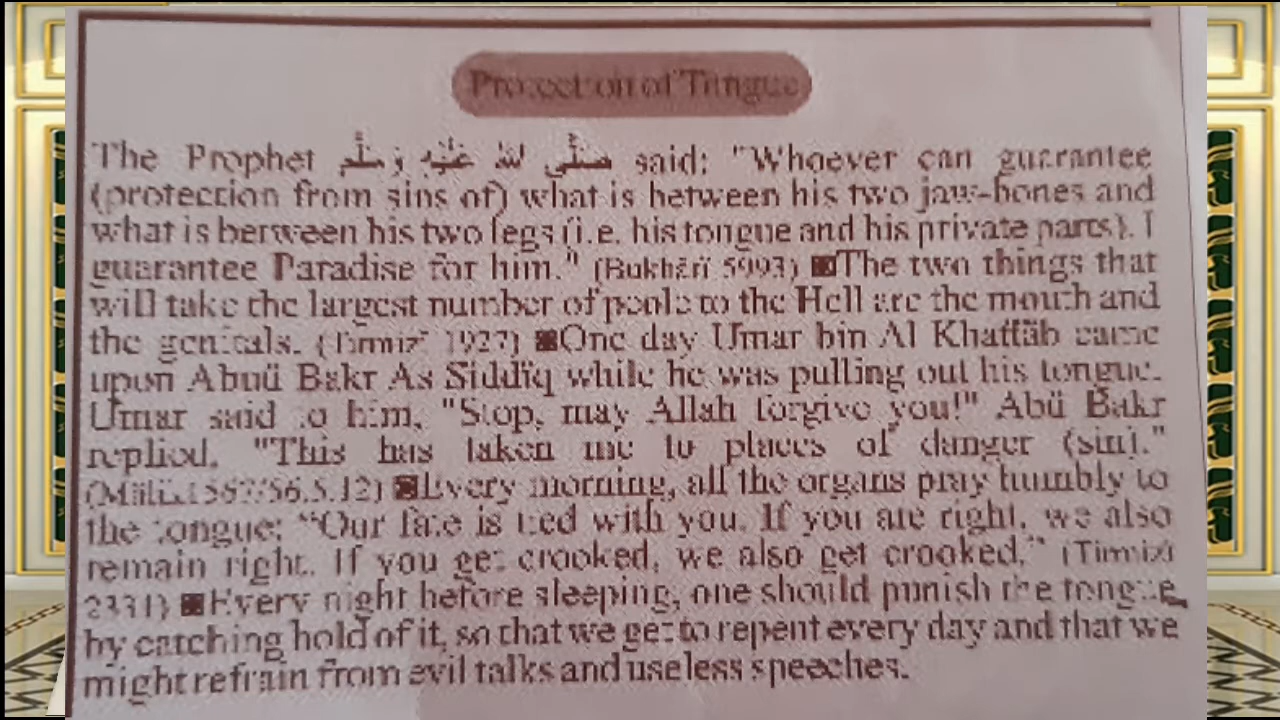 Protection of Tongue
The Prophet صلى الله عليه وسلم said: "Whoever can guarantee
(protection from sins of) what is between his two jaw-bones and
what is between his two legs (i.e. his tongue and his private parts), I
guarantee Paradise for him." (Bukhārī 5993) ■The two things that
will take the largest number of people to the Hell are the mouth and
the genitals. (Tirmizī 1927) ■One day Umar bin Al Khattāb came
upon Abuū Bakr As Siddīq while he was pulling out his tongue.
Umar said to him, "Stop, may Allah forgive you!" Abū Bakr
replied, "This has taken me to places of danger (sin)."
56.5.12) ■Every morning, all the organs pray humbly to
the tongue: "Our fate is tied with you. If you are right, we also
remain right. If you get crooked, we also get crooked." (Tirmizī
2331) ■Every night before sleeping, one should punish the tongue
by catching hold of it, so that we get to repent every day and that we
might refrain from evil talks and useless speeches.